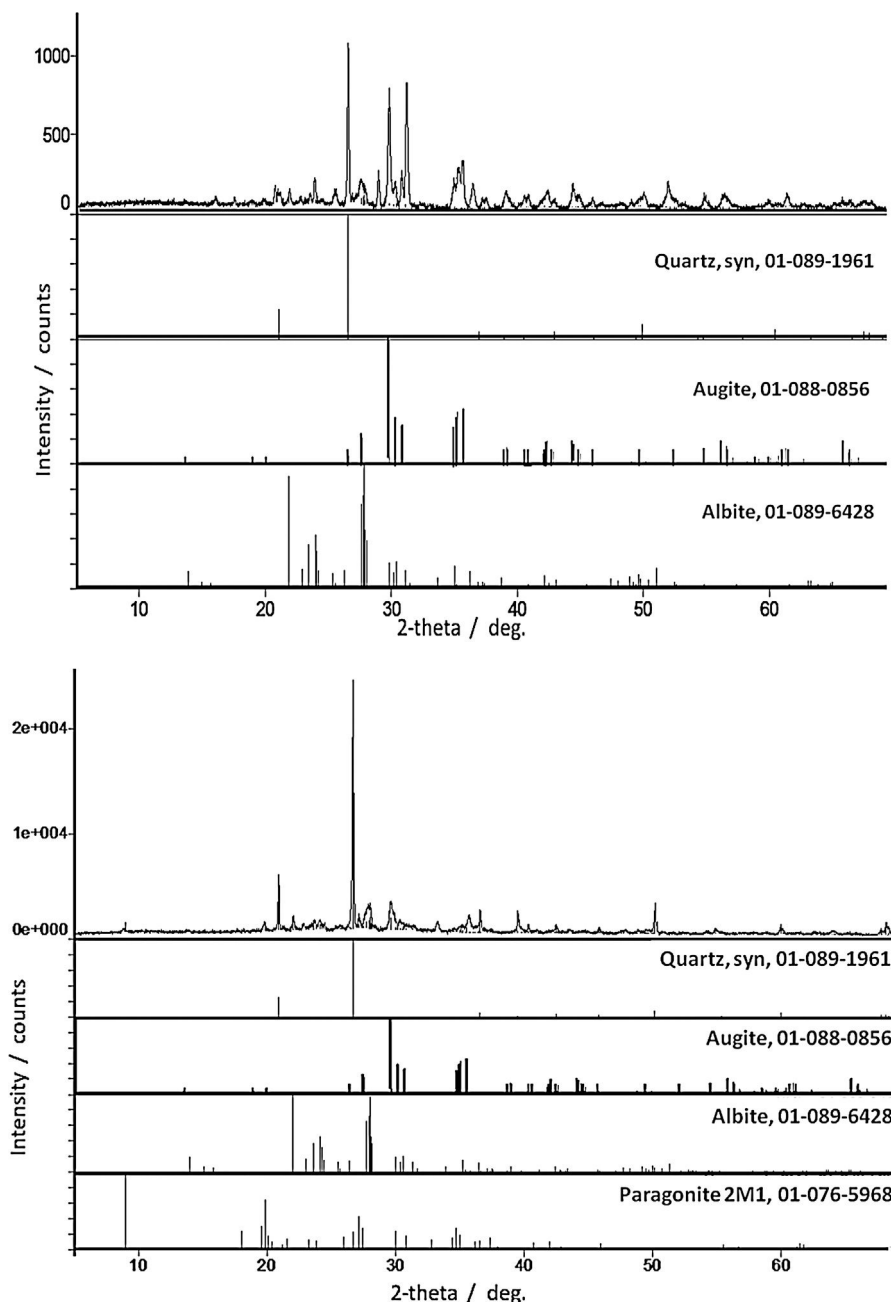 1000
500
0
Intensity / counts
Quartz, syn, 01-089-1961
Augite, 01-088-0856
Albite, 01-089-6428
10 20 30 40 50 60
2-theta / deg.
2e+004
1e+004
0e+000
Intensity / counts
Quartz, syn, 01-089-1961
Augite, 01-088-0856
Albite, 01-089-6428
Paragonite 2M1, 01-076-5968
10 20 30 40 50 60
2-theta / deg.